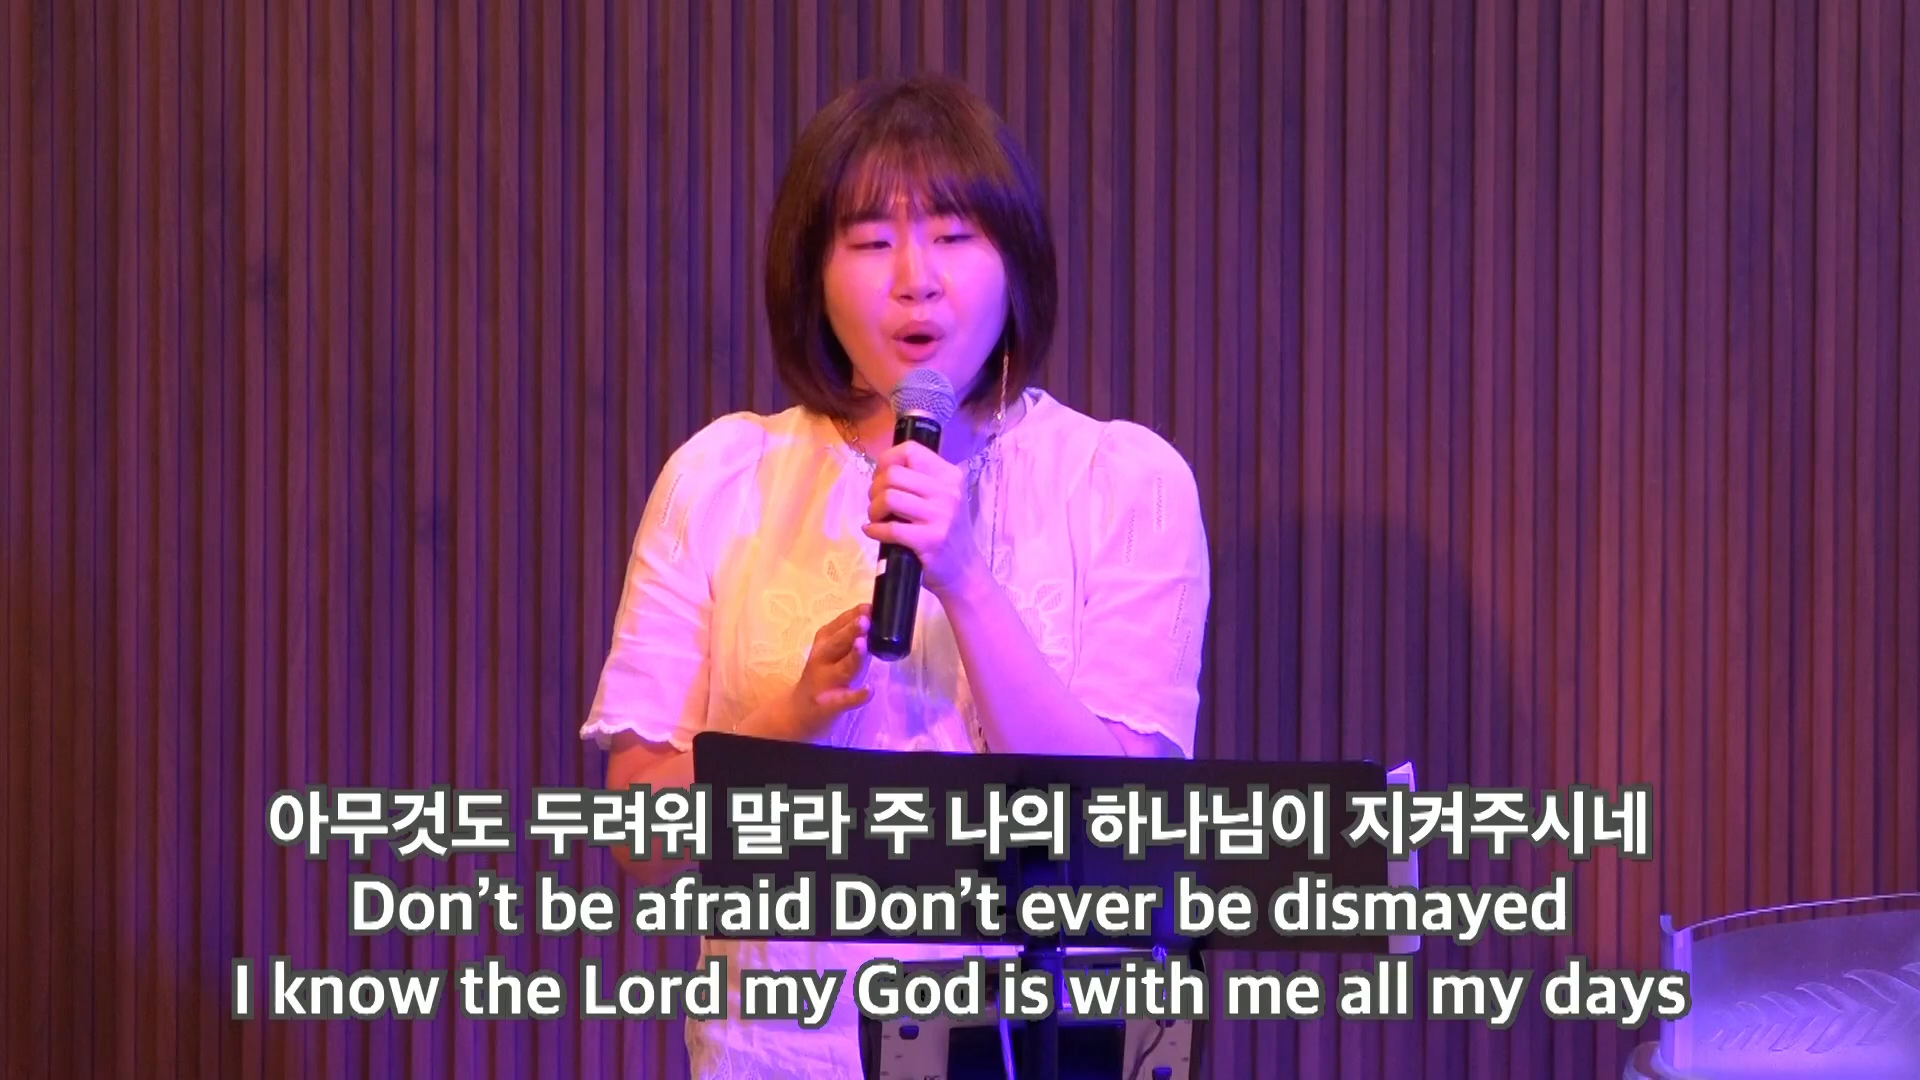 아무것도 두려워 말라 주 나의 하나님이 지켜주시네
Don’t be afraid Don’t ever be dismayed
I know the Lord my God is with me all my days